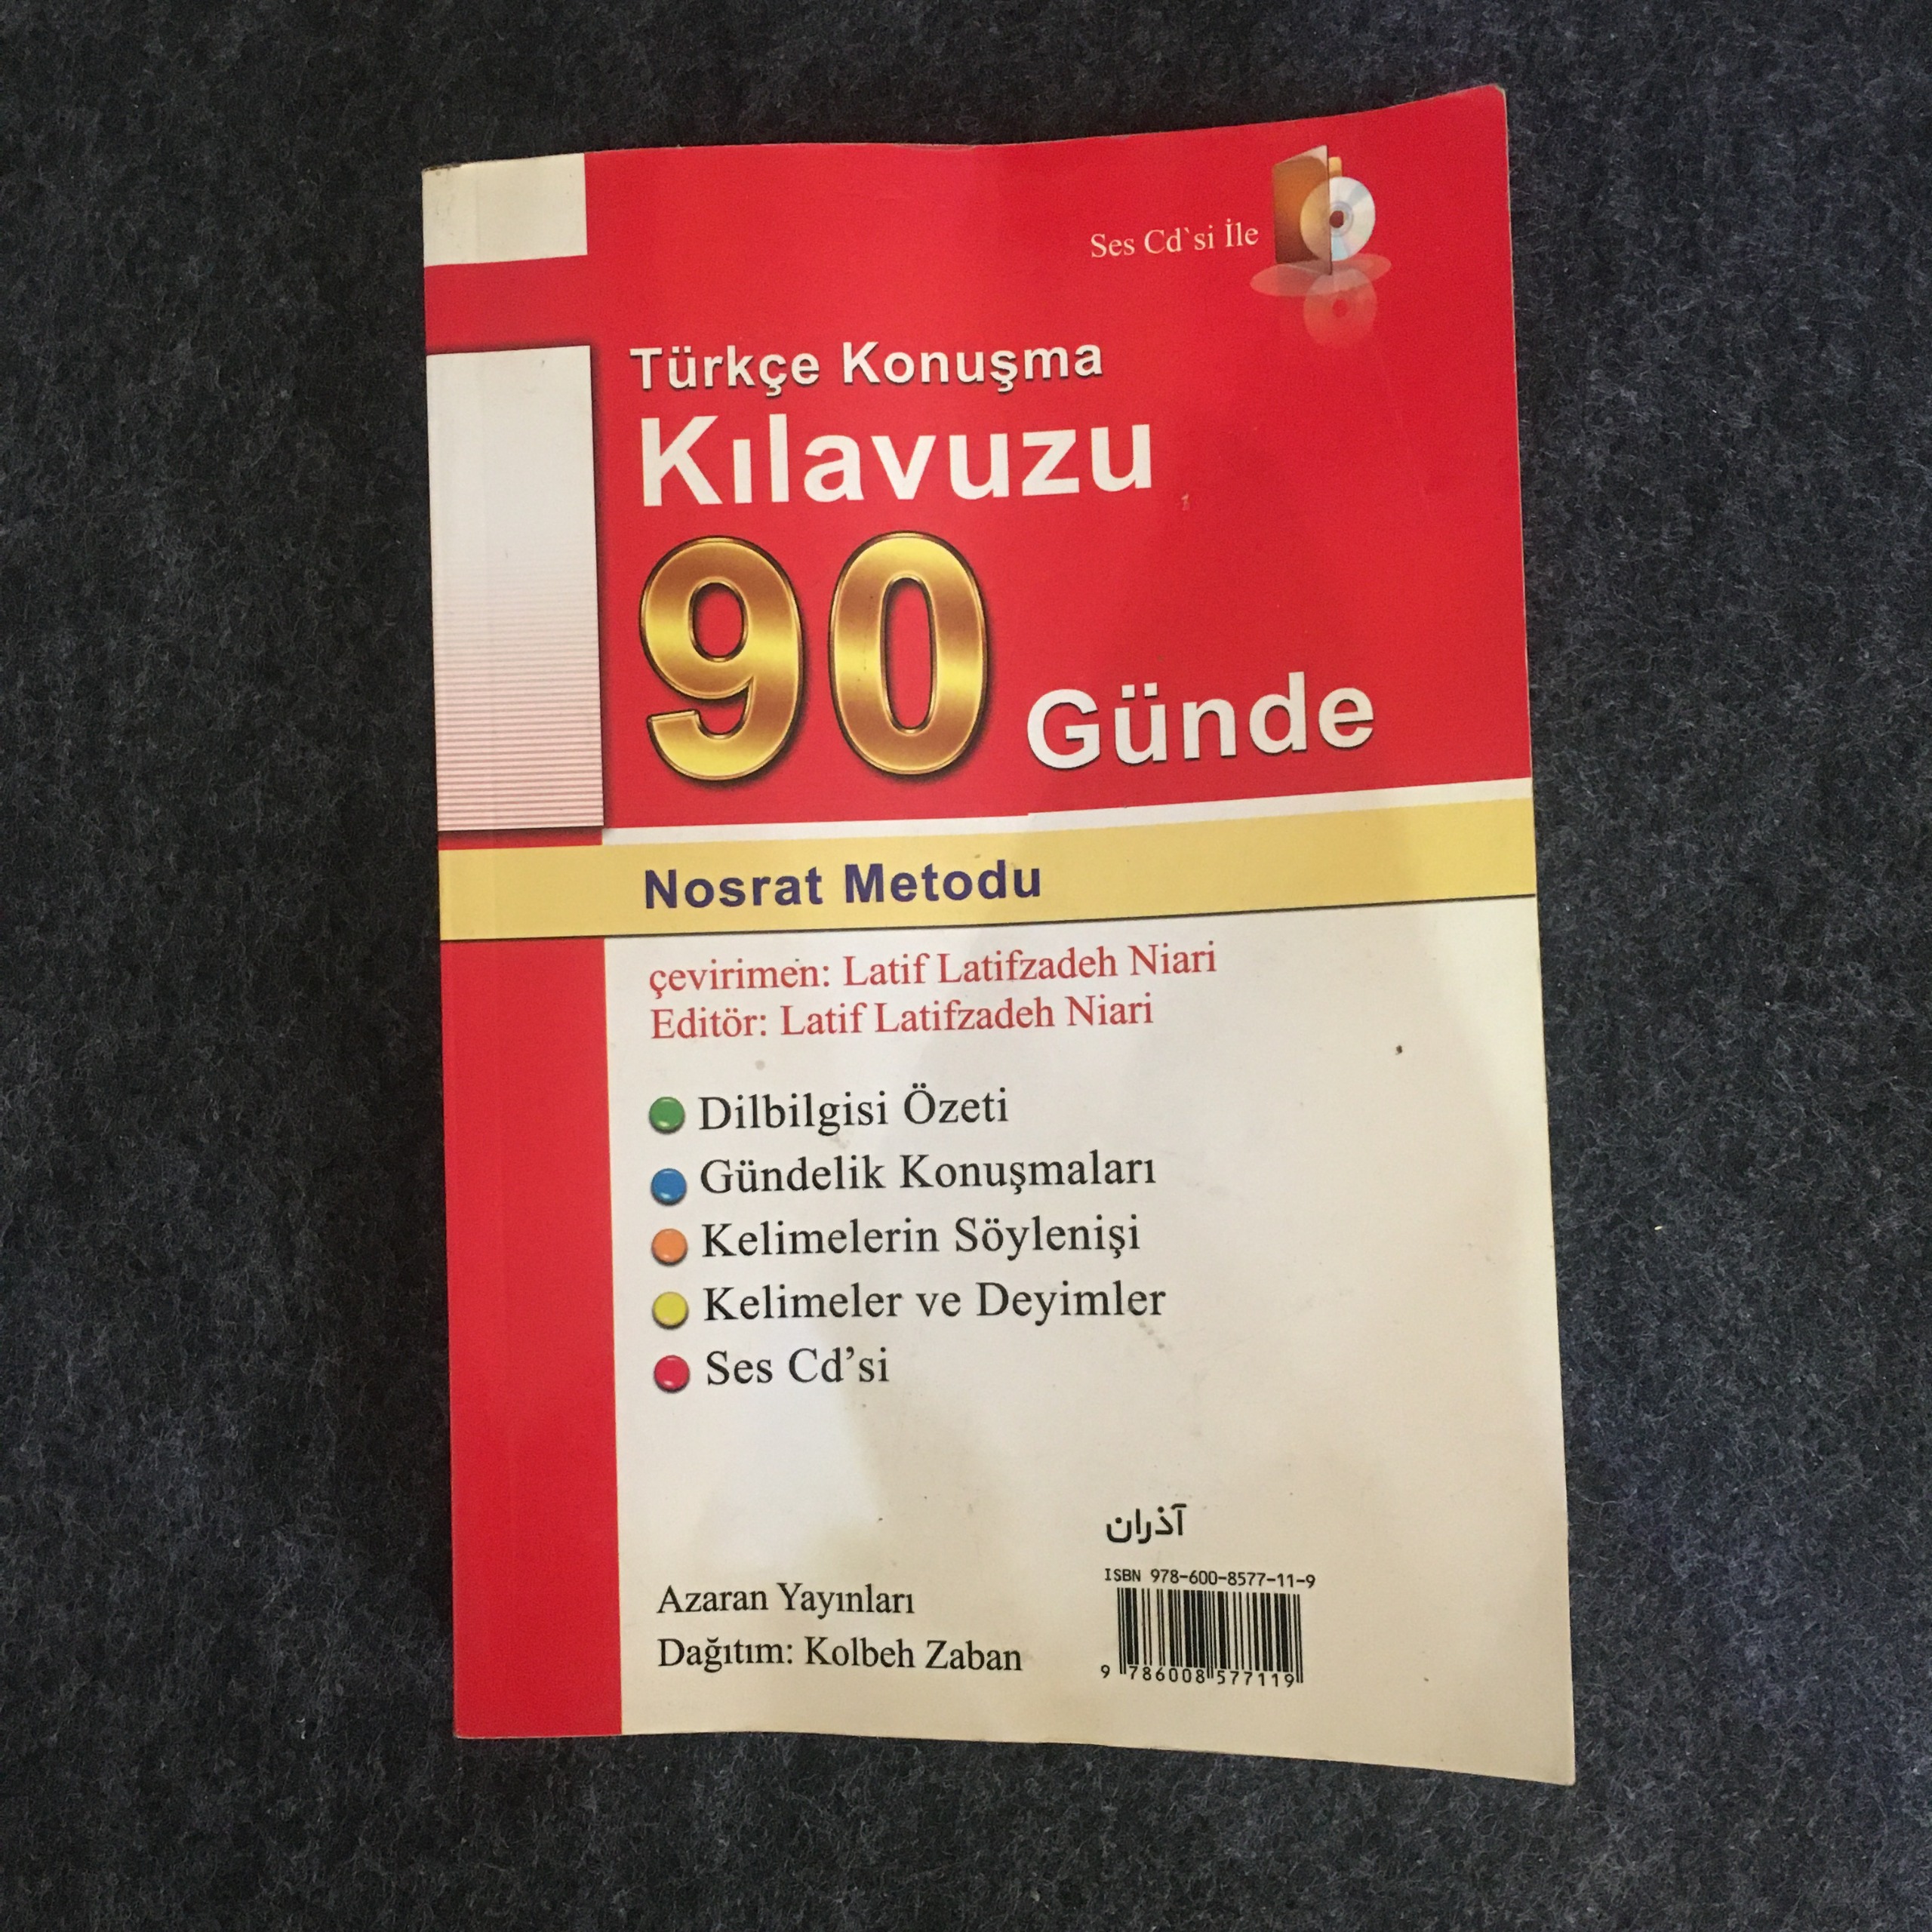 Ses Cd`si İle
Türkçe Konuşma
Kılavuzu
90 Günde
Nosrat Metodu
çevirimen: Latif Latifzadeh Niari
Editör: Latif Latifzadeh Niari
Dilbilgisi Özeti
Gündelik Konuşmaları
Kelimelerin Söylenişi
Kelimeler ve Deyimler
Ses Cd’si
آذران
ISBN 978-600-8577-11-9
9 786008 577119
Azaran Yayınları
Dağıtım: Kolbeh Zaban